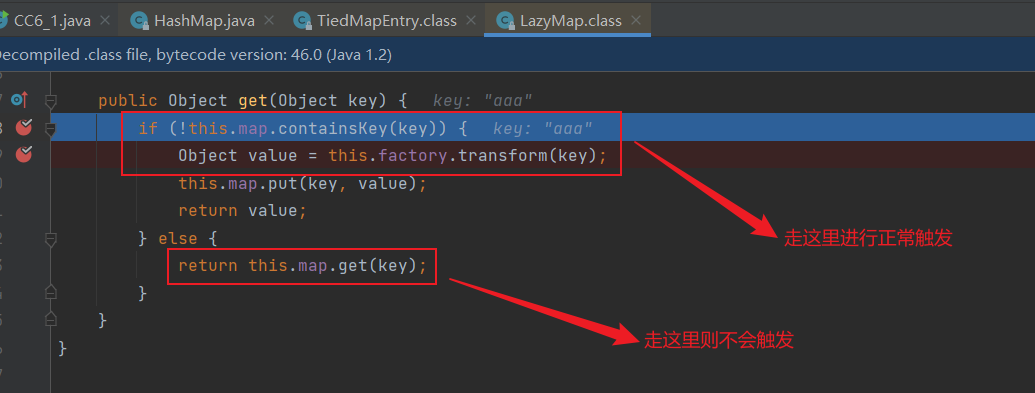 CC6_1.java × HashMap.java × TiedMapEntry.class × LazyMap.class ×
Decompiled .class file, bytecode version: 46.0 (Java 1.2)
public Object get(Object key) { key: "aaa"
if (!this.map.containsKey(key)) { key: "aaa"
Object value = this.factory.transform(key);
this.map.put(key, value);
return value;
走这里进行正常触发
} else {
return this.map.get(key);
}
走这里则不会触发
}
}